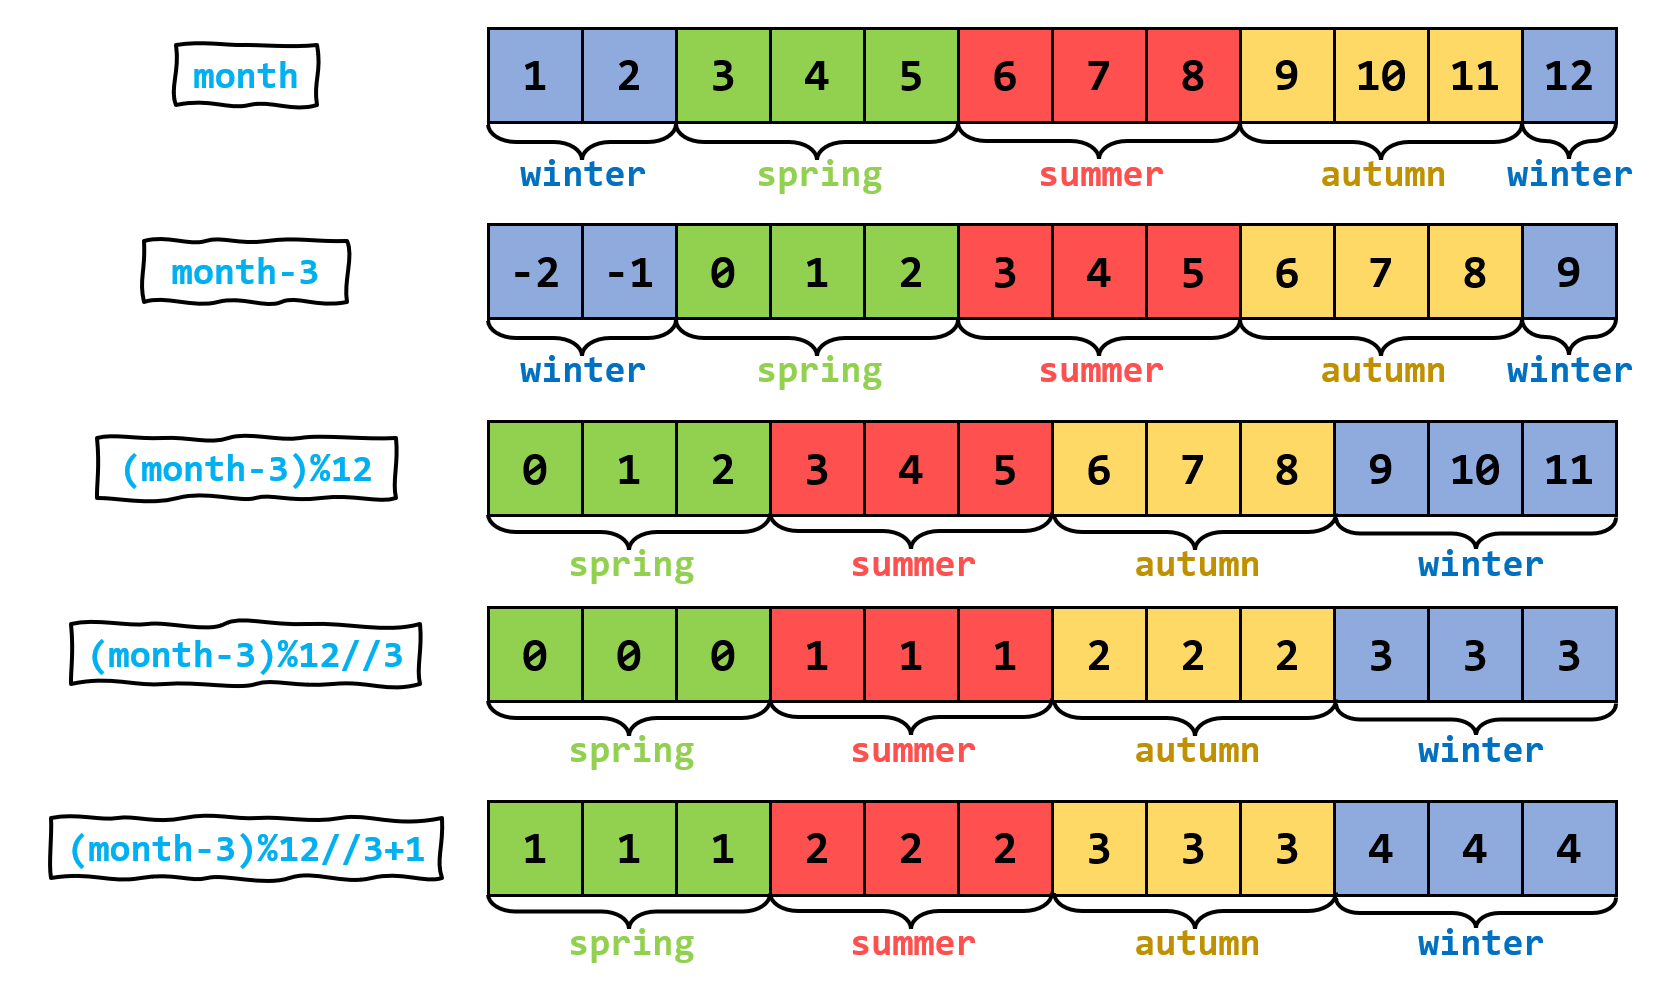 month 1 2 3 4 5 6 7 8 9 10 11 12
winter spring summer autumn winter
month-3 -2 -1 0 1 2 3 4 5 6 7 8 9
winter spring summer autumn winter
(month-3)%12 0 1 2 3 4 5 6 7 8 9 10 11
spring summer autumn winter
(month-3)%12//3 0 0 0 1 1 1 2 2 2 3 3 3
spring summer autumn winter
(month-3)%12//3+1 1 1 1 2 2 2 3 3 3 4 4 4
spring summer autumn winter